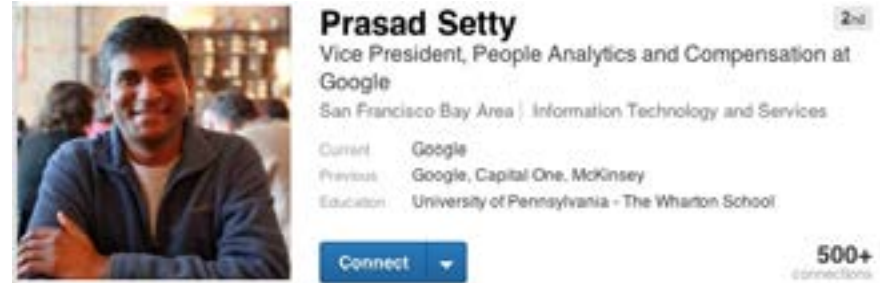 Prasad Setty
2nd
Vice President, People Analytics and Compensation at
Google
San Francisco Bay Area | Information Technology and Services
Current Google
Previous Google, Capital One, McKinsey
Education University of Pennsylvania - The Wharton School
Connect
500+
connections